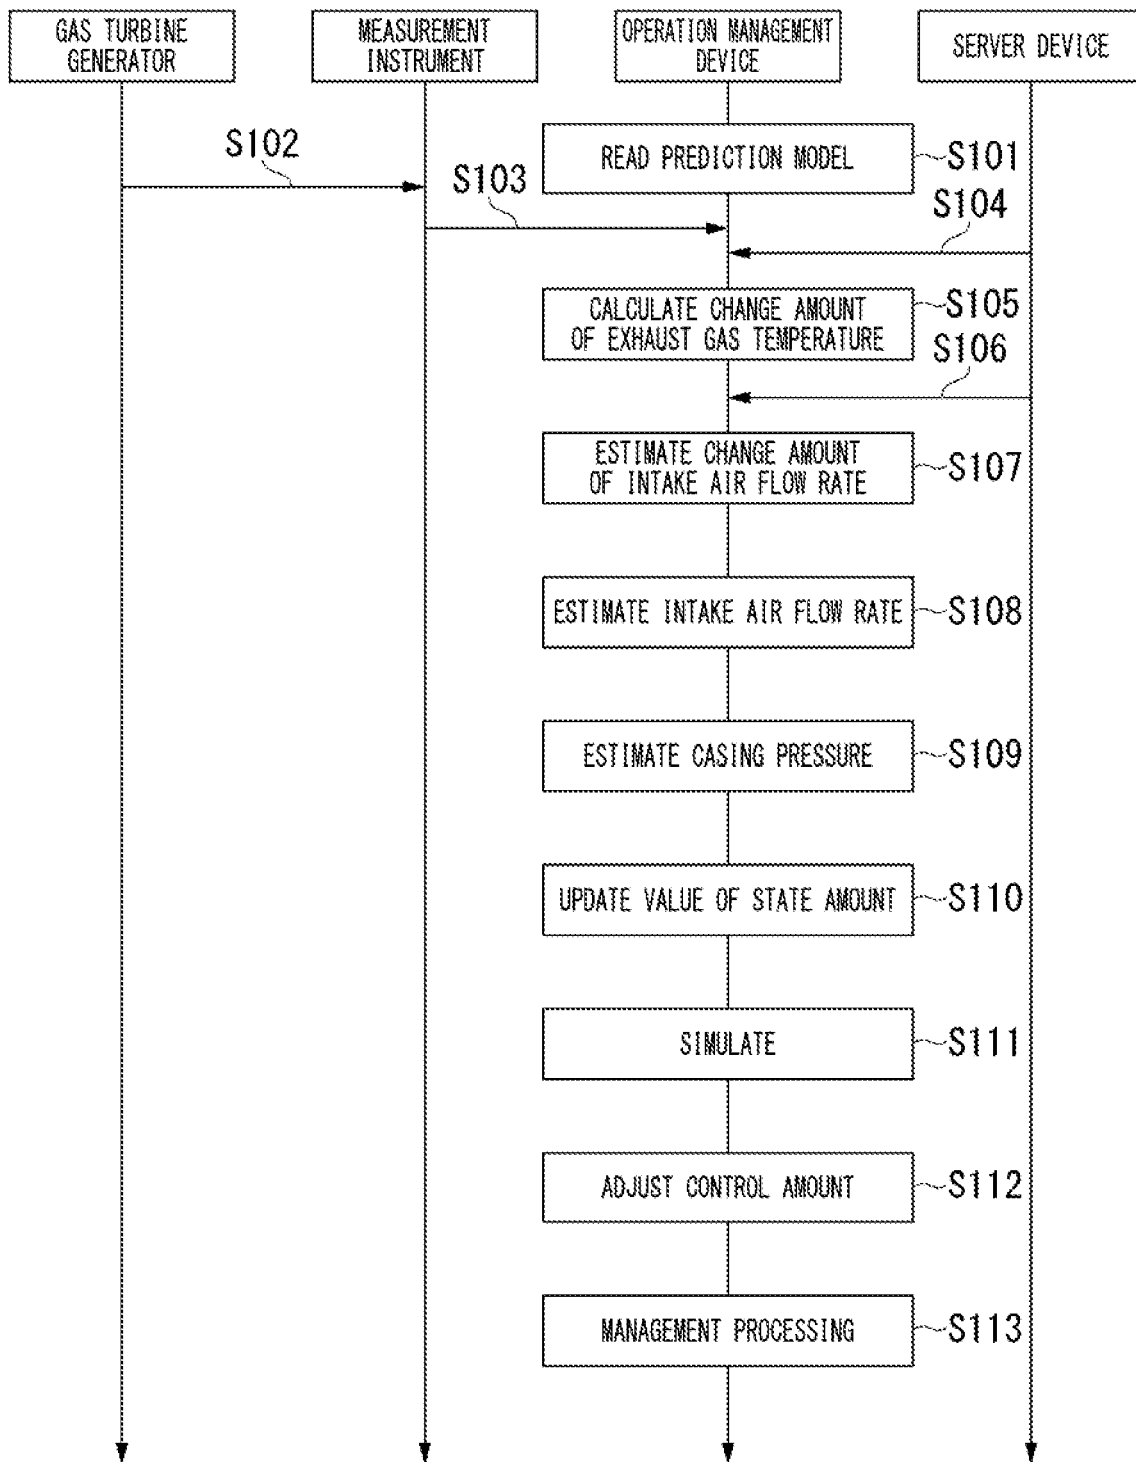 GAS TURBINE
GENERATOR
MEASUREMENT
INSTRUMENT
OPERATION MANAGEMENT
DEVICE
SERVER DEVICE
READ PREDICTION MODEL
S101
S102
S103
S104
CALCULATE CHANGE AMOUNT
OF EXHAUST GAS TEMPERATURE
S105
S106
ESTIMATE CHANGE AMOUNT
OF INTAKE AIR FLOW RATE
S107
ESTIMATE INTAKE AIR FLOW RATE
S108
ESTIMATE CASING PRESSURE
S109
UPDATE VALUE OF STATE AMOUNT
S110
SIMULATE
S111
ADJUST CONTROL AMOUNT
S112
MANAGEMENT PROCESSING
S113